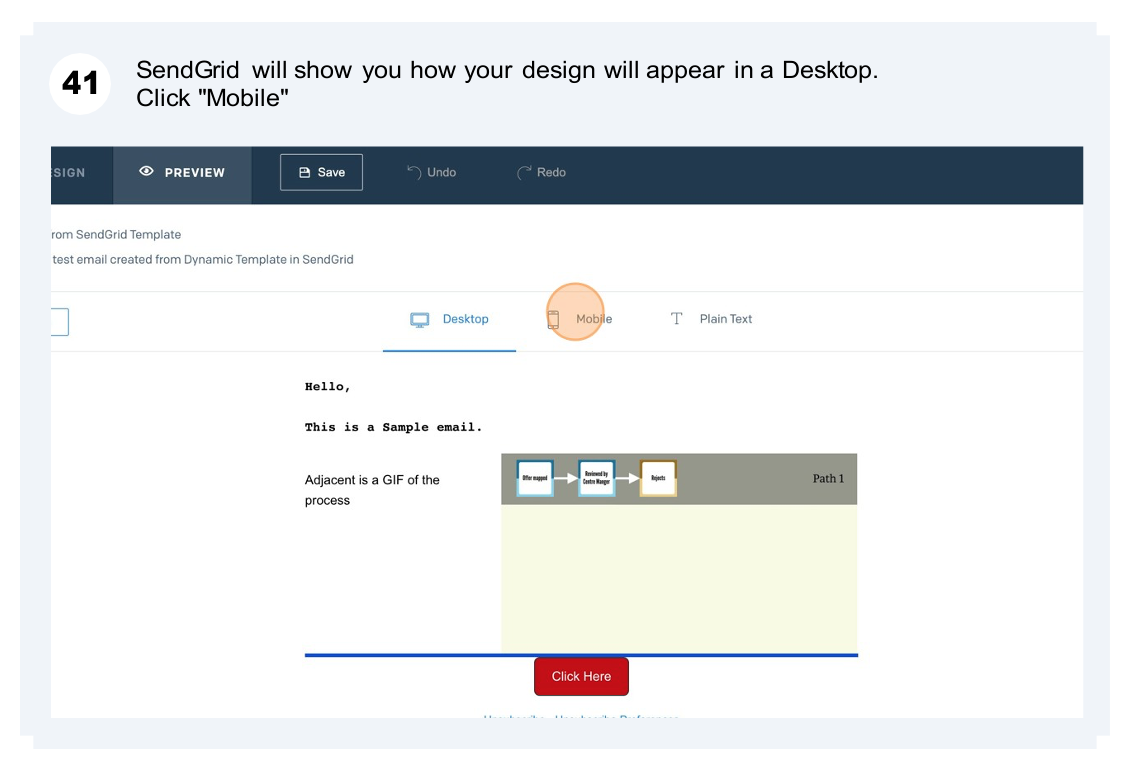 41
SendGrid will show you how your design will appear in a Desktop.
Click "Mobile"
SIGN
PREVIEW
Save
Undo
Redo
rom SendGrid Template
test email created from Dynamic Template in SendGrid
Desktop
Mobile
Plain Text
Hello,
This is a Sample email.
Adjacent is a GIF of the
process
Offer mapped
Reviewed by
Centre Manger
Rejects
Path 1
Click Here